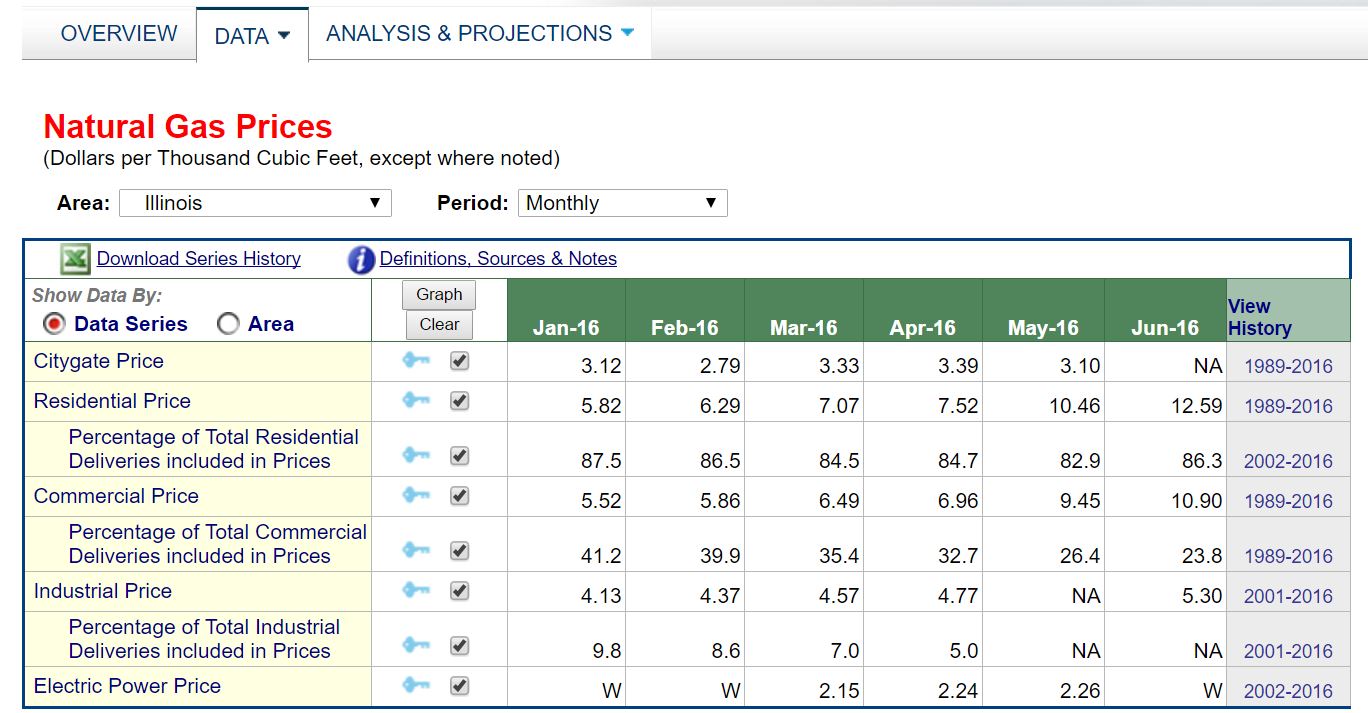 OVERVIEW DATA ANALYSIS & PROJECTIONS
Natural Gas Prices
(Dollars per Thousand Cubic Feet, except where noted)
Area: Illinois Period: Monthly
Download Series History Definitions, Sources & Notes
Show Data By:
Data Series Area
Graph
Clear
Jan-16 Feb-16 Mar-16 Apr-16 May-16 Jun-16 View
History
Citygate Price 3.12 2.79 3.33 3.39 3.10 NA 1989-2016
Residential Price 5.82 6.29 7.07 7.52 10.46 12.59 1989-2016
Percentage of Total Residential
Deliveries included in Prices 87.5 86.5 84.5 84.7 82.9 86.3 2002-2016
Commercial Price 5.52 5.86 6.49 6.96 9.45 10.90 1989-2016
Percentage of Total Commercial
Deliveries included in Prices 41.2 39.9 35.4 32.7 26.4 23.8 1989-2016
Industrial Price 4.13 4.37 4.57 4.77 NA 5.30 2001-2016
Percentage of Total Industrial
Deliveries included in Prices 9.8 8.6 7.0 5.0 NA NA 2001-2016
Electric Power Price W W 2.15 2.24 2.26 W 2002-2016